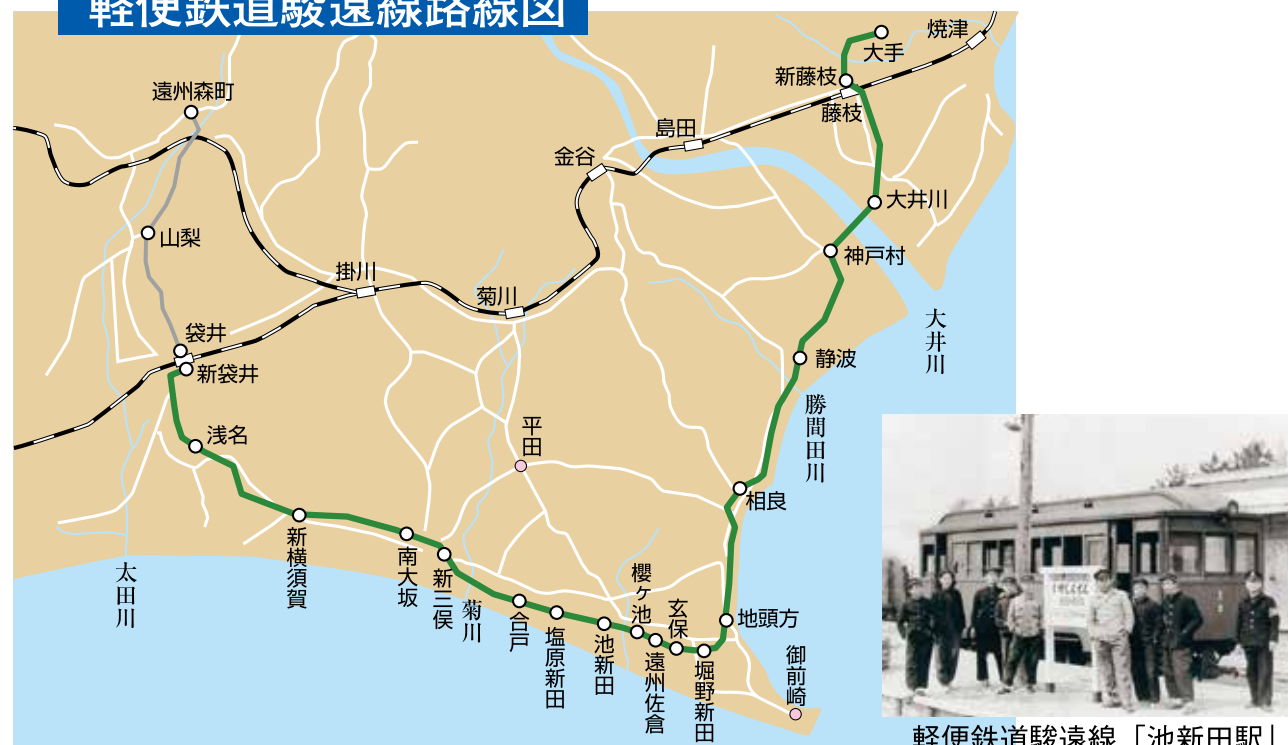 軽便鉄道駿遠線路線図
焼津
大手
新藤枝
藤枝
遠州森町
島田
金谷
大井川
山梨
神戸村
掛川
菊川
大井川
袋井
静波
新袋井
勝間田川
平田
浅名
相良
新横須賀
南大坂
新三俣
太田川
菊川
合戸
塩原新田
池新田
櫻ヶ池
遠州佐倉
玄保
堀野新田
地頭方
御前崎
軽便鉄道駿遠線「池新田駅」